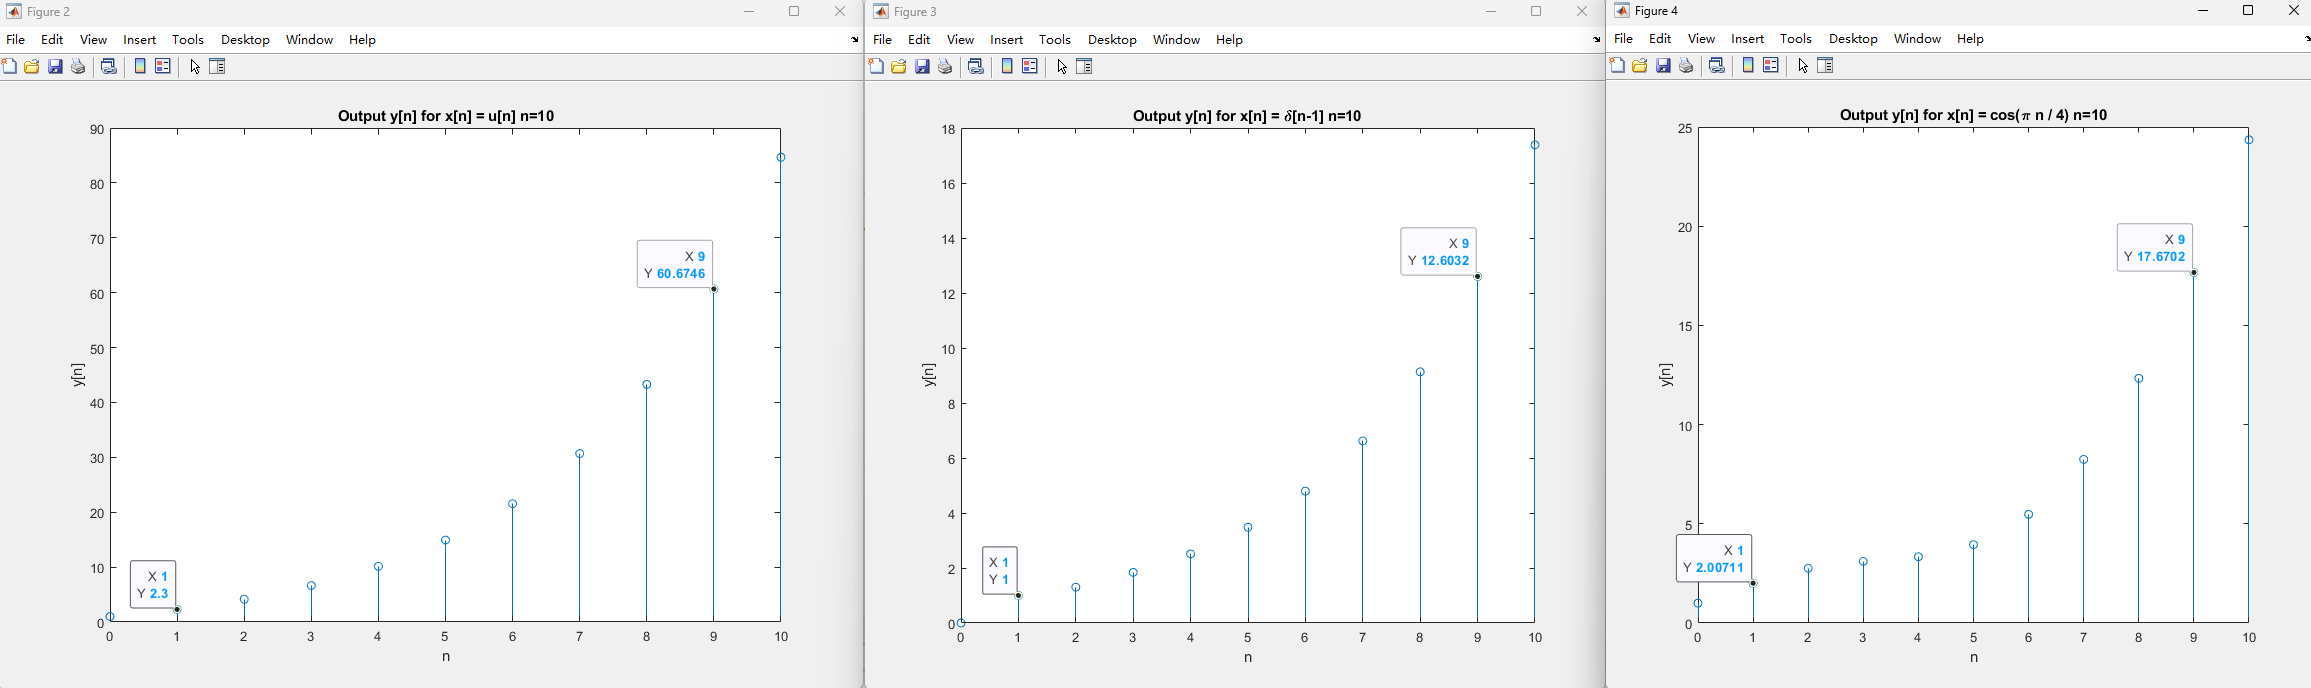 Figure 2
File Edit View Insert Tools Desktop Window Help
Output y[n] for x[n] = u[n] n=10
90
80
70
60
50
40
30
20
10
0
y[n]
X 9
Y 60.6746
X 1
Y 2.3
0 1 2 3 4 5 6 7 8 9 10
n
Figure 3
File Edit View Insert Tools Desktop Window Help
Output y[n] for x[n] = δ[n-1] n=10
18
16
14
12
10
8
6
4
2
0
y[n]
X 9
Y 12.6032
X 1
Y 1
0 1 2 3 4 5 6 7 8 9 10
n
Figure 4
File Edit View Insert Tools Desktop Window Help
Output y[n] for x[n] = cos(π n / 4) n=10
25
20
15
10
5
0
y[n]
X 9
Y 17.6702
X 1
Y 2.00711
0 1 2 3 4 5 6 7 8 9 10
n